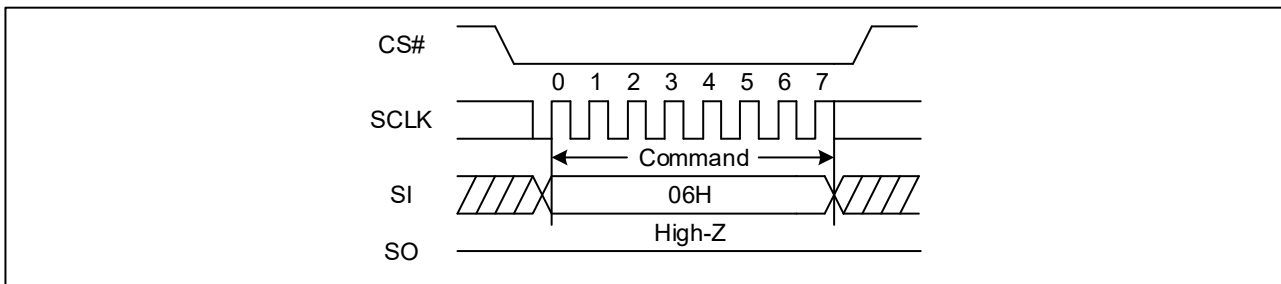 CS#
0 1 2 3 4 5 6 7
SCLK
Command
SI
06H
High-Z
SO